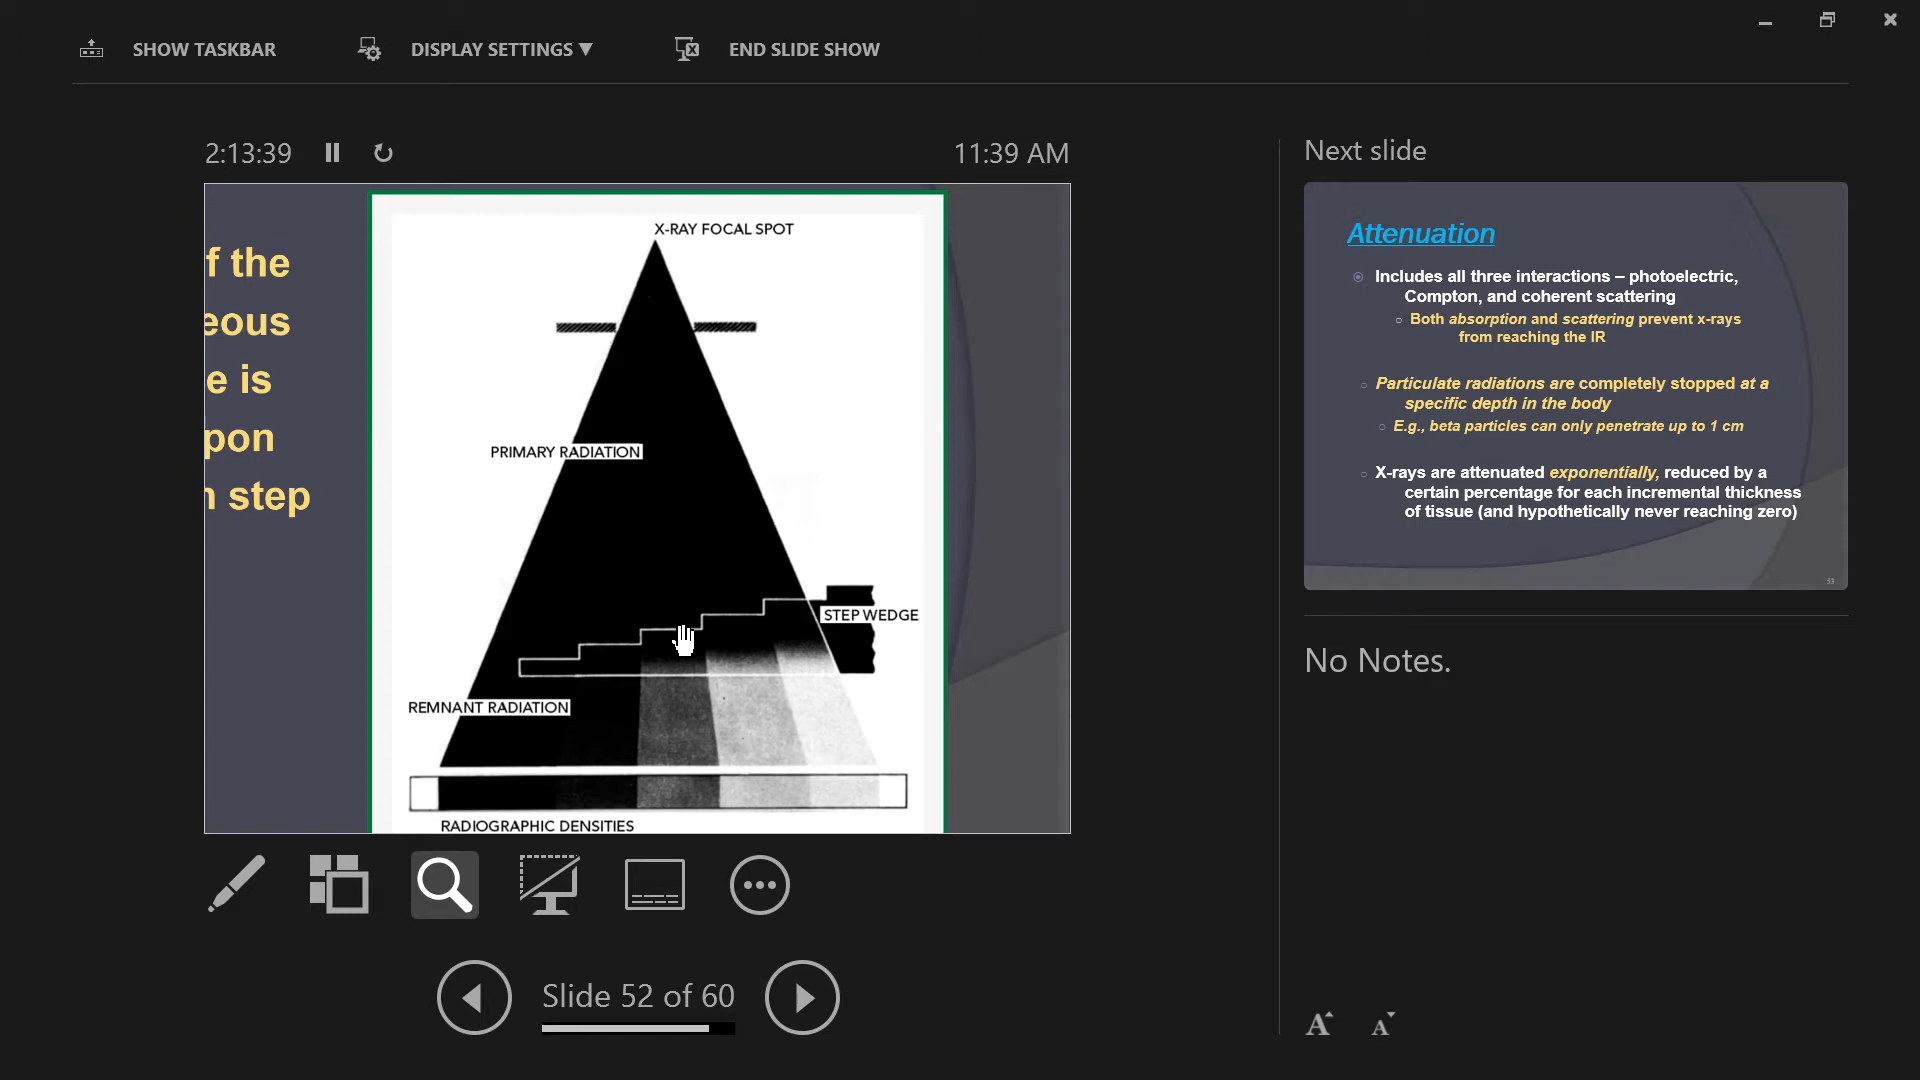 SHOW TASKBAR
DISPLAY SETTINGS ▼
END SLIDE SHOW
2:13:39
11:39 AM
f the
eous
e is
pon
step
X-RAY FOCAL SPOT
PRIMARY RADIATION
STEP WEDGE
REMNANT RADIATION
RADIOGRAPHIC DENSITIES
Slide 52 of 60
Next slide
Attenuation
Includes all three interactions – photoelectric,
Compton, and coherent scattering
Both absorption and scattering prevent x-rays
from reaching the IR
Particulate radiations are completely stopped at a
specific depth in the body
E.g., beta particles can only penetrate up to 1 cm
X-rays are attenuated exponentially, reduced by a
certain percentage for each incremental thickness
of tissue (and hypothetically never reaching zero)
No Notes.
A A